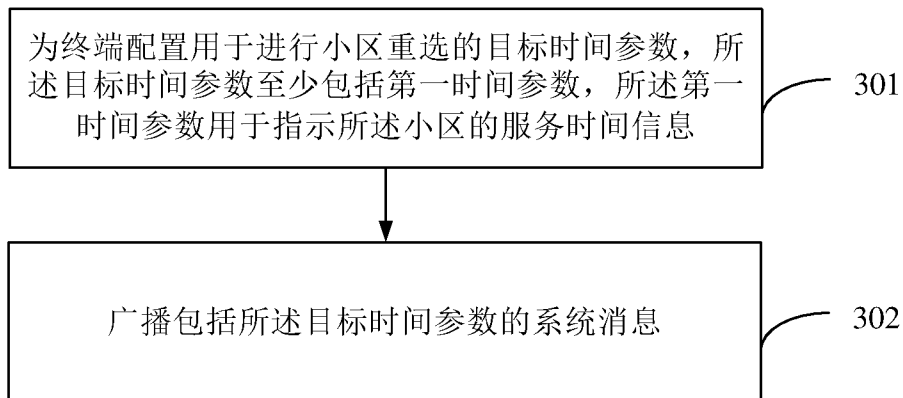 为终端配置用于进行小区重选的目标时间参数，所
述目标时间参数至少包括第一时间参数，所述第一
时间参数用于指示所述小区的服务时间信息
301
广播包括所述目标时间参数的系统消息
302